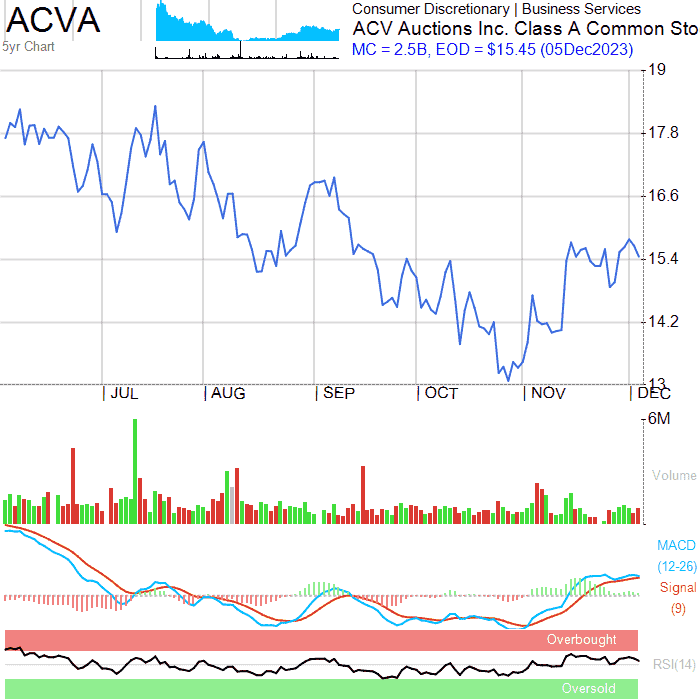 ACVA
5yr Chart
Consumer Discretionary | Business Services
ACV Auctions Inc. Class A Common Sto
MC = 2.5B, EOD = $15.45 (05Dec2023)
19
17.8
16.6
15.4
14.2
13
JUL
AUG
SEP
OCT
NOV
DEC
6M
Volume
MACD
(12-26)
Signal
(9)
Overbought
RSI(14)
Oversold